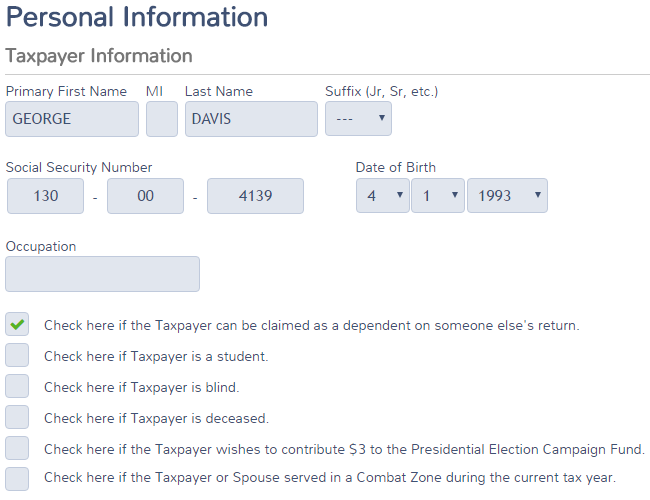 Personal Information
Taxpayer Information
Primary First Name MI Last Name Suffix (Jr, Sr, etc.)
GEORGE DAVIS ---
Social Security Number Date of Birth
130 - 00 - 4139 4 1 1993
Occupation
Check here if the Taxpayer can be claimed as a dependent on someone else's return.
Check here if Taxpayer is a student.
Check here if Taxpayer is blind.
Check here if Taxpayer is deceased.
Check here if the Taxpayer wishes to contribute $3 to the Presidential Election Campaign Fund.
Check here if the Taxpayer or Spouse served in a Combat Zone during the current tax year.